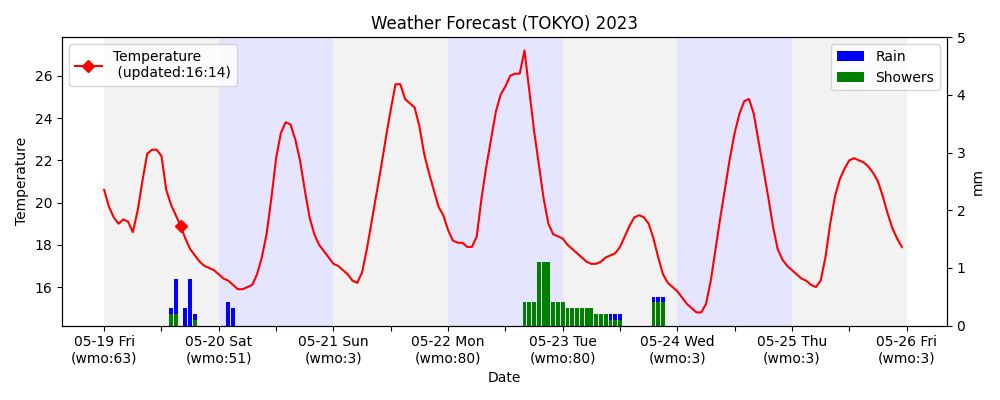 Weather Forecast (TOKYO) 2023
Temperature
(updated:16:14)
Rain
Showers
Temperature
26
24
22
20
18
16
5
4
3
2
1
0
mm
05-19 Fri
(wmo:63)
05-20 Sat
(wmo:51)
05-21 Sun
(wmo:3)
05-22 Mon
(wmo:80)
05-23 Tue
(wmo:80)
05-24 Wed
(wmo:3)
05-25 Thu
(wmo:3)
05-26 Fri
(wmo:3)
Date